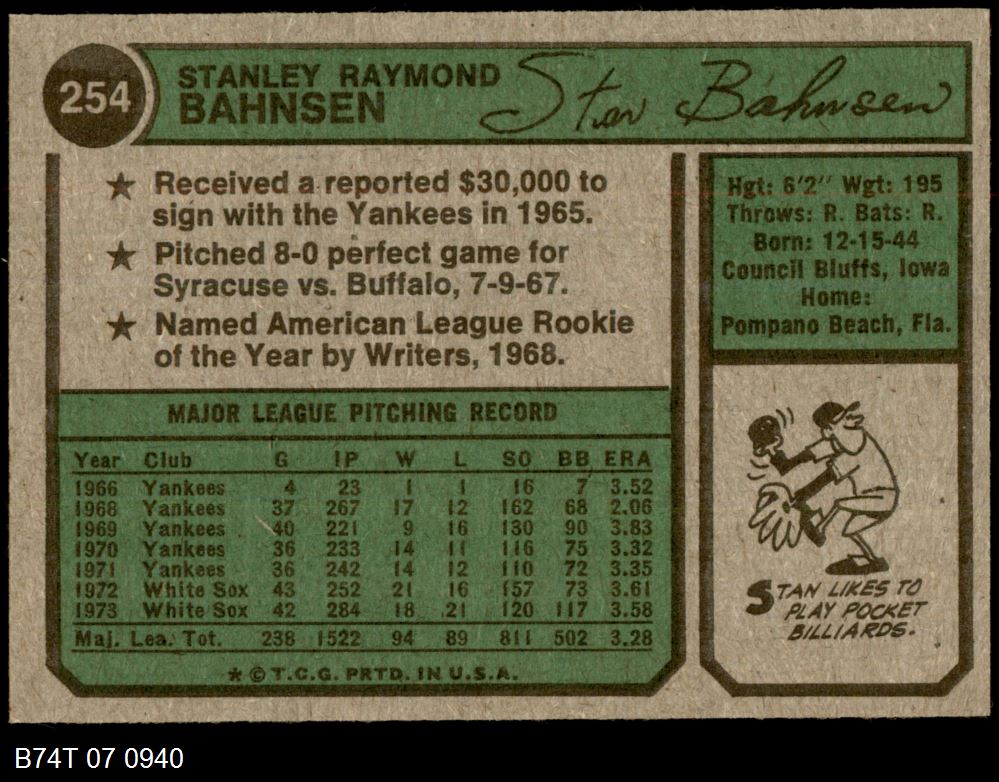 254
STANLEY RAYMOND
BAHNSEN
Stan Bahnsen
★ Received a reported $30,000 to
sign with the Yankees in 1965.
★ Pitched 8-0 perfect game for
Syracuse vs. Buffalo, 7-9-67.
★ Named American League Rookie
of the Year by Writers, 1968.
Hgt: 6'2" Wgt: 195
Throws: R. Bats: R.
Born: 12-15-44
Council Bluffs, Iowa
Home:
Pompano Beach, Fla.
MAJOR LEAGUE PITCHING RECORD
Year Club G IP W L SO BB ERA
1966 Yankees 4 23 1 1 16 7 3.52
1968 Yankees 37 267 17 12 162 68 2.06
1969 Yankees 40 221 9 16 130 90 3.83
1970 Yankees 36 233 14 11 116 75 3.32
1971 Yankees 36 242 14 12 110 72 3.35
1972 White Sox 43 252 21 16 157 73 3.61
1973 White Sox 42 284 18 21 120 117 3.58
Maj. Lea. Tot. 238 1522 94 89 811 502 3.28
* © T.C.G. PRTD. IN U.S.A.
STAN LIKES TO
PLAY POCKET
BILLIARDS.
B74T 07 0940